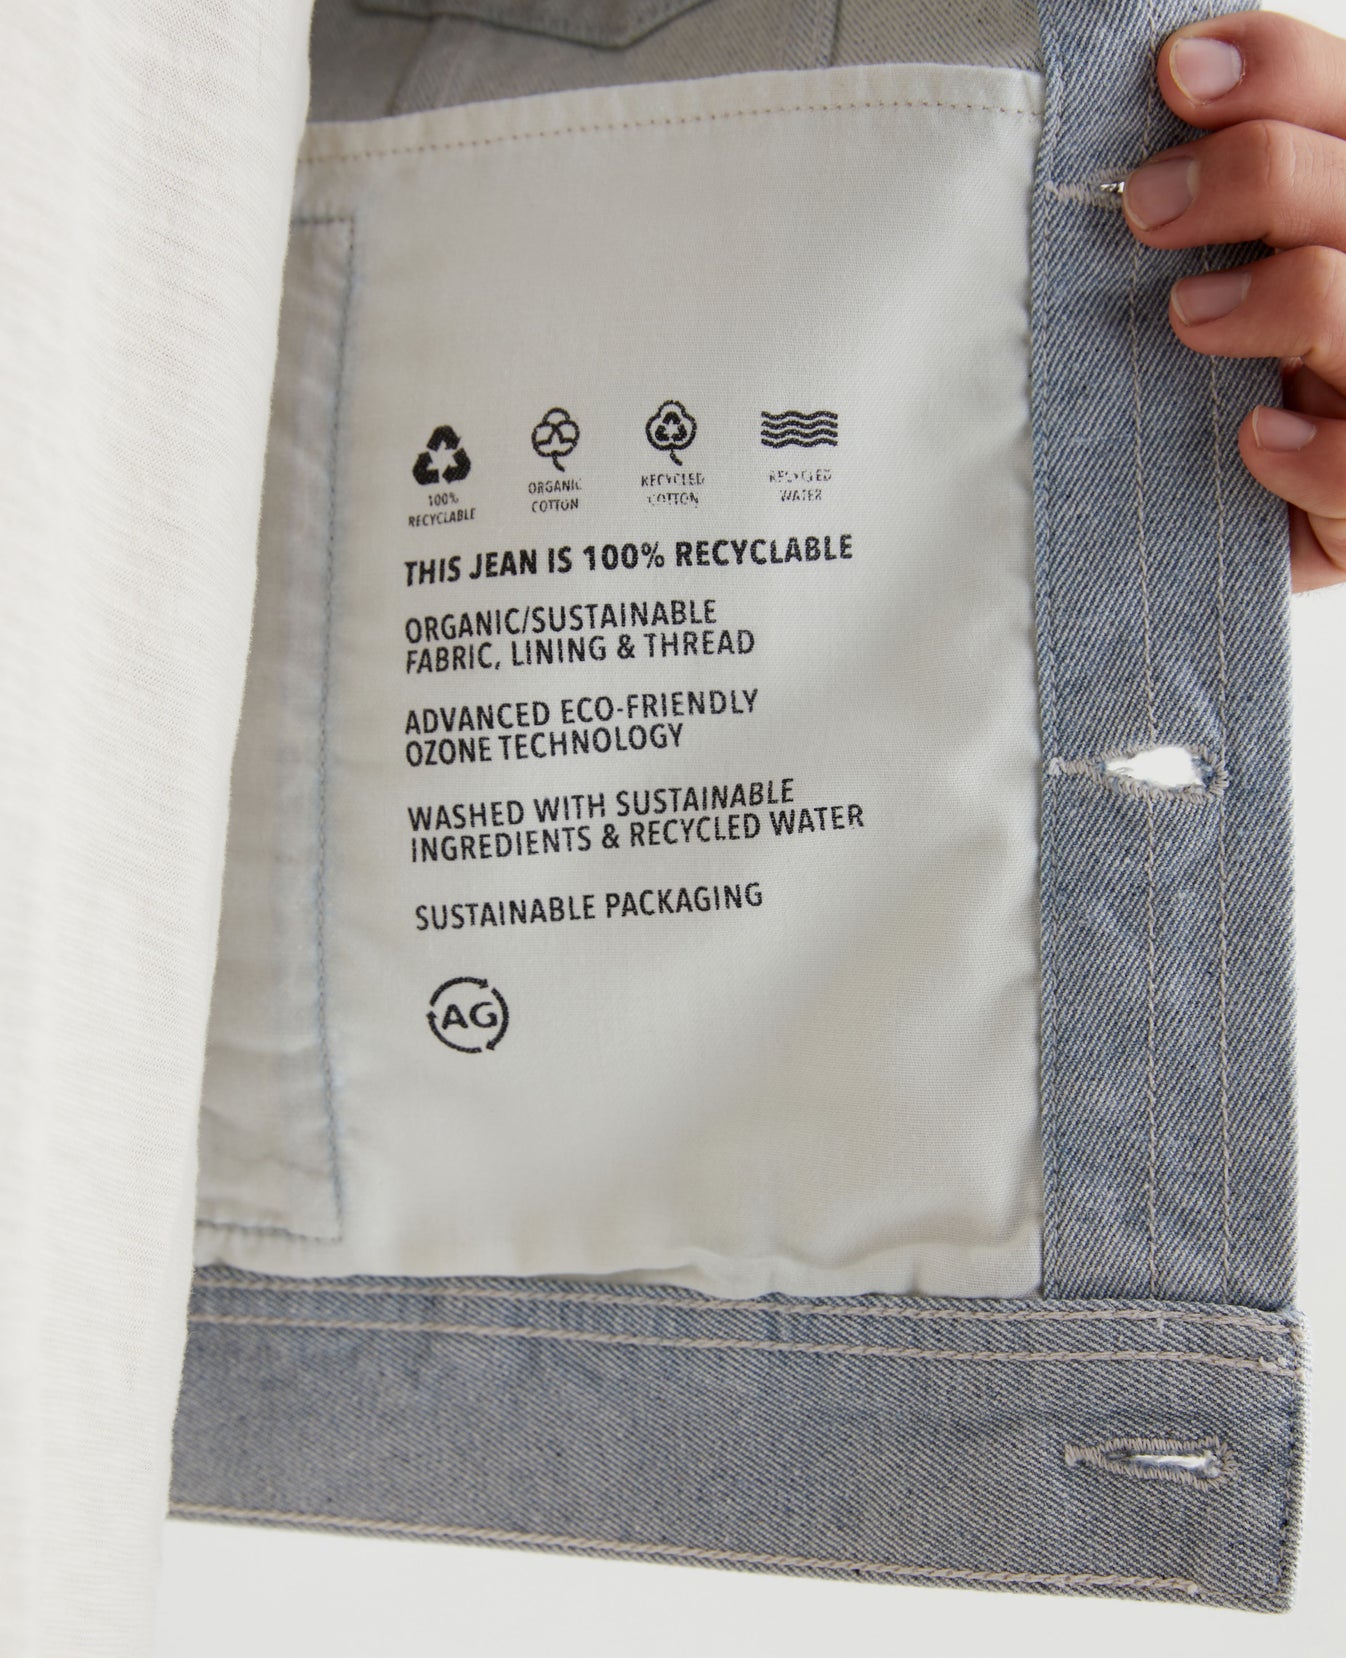 100%
RECYCLABLE
ORGANIC
COTTON
RECYCLED
COTTON
RECYCLED
WATER
THIS JEAN IS 100% RECYCLABLE
ORGANIC/SUSTAINABLE
FABRIC, LINING & THREAD
ADVANCED ECO-FRIENDLY
OZONE TECHNOLOGY
WASHED WITH SUSTAINABLE
INGREDIENTS & RECYCLED WATER
SUSTAINABLE PACKAGING
AG